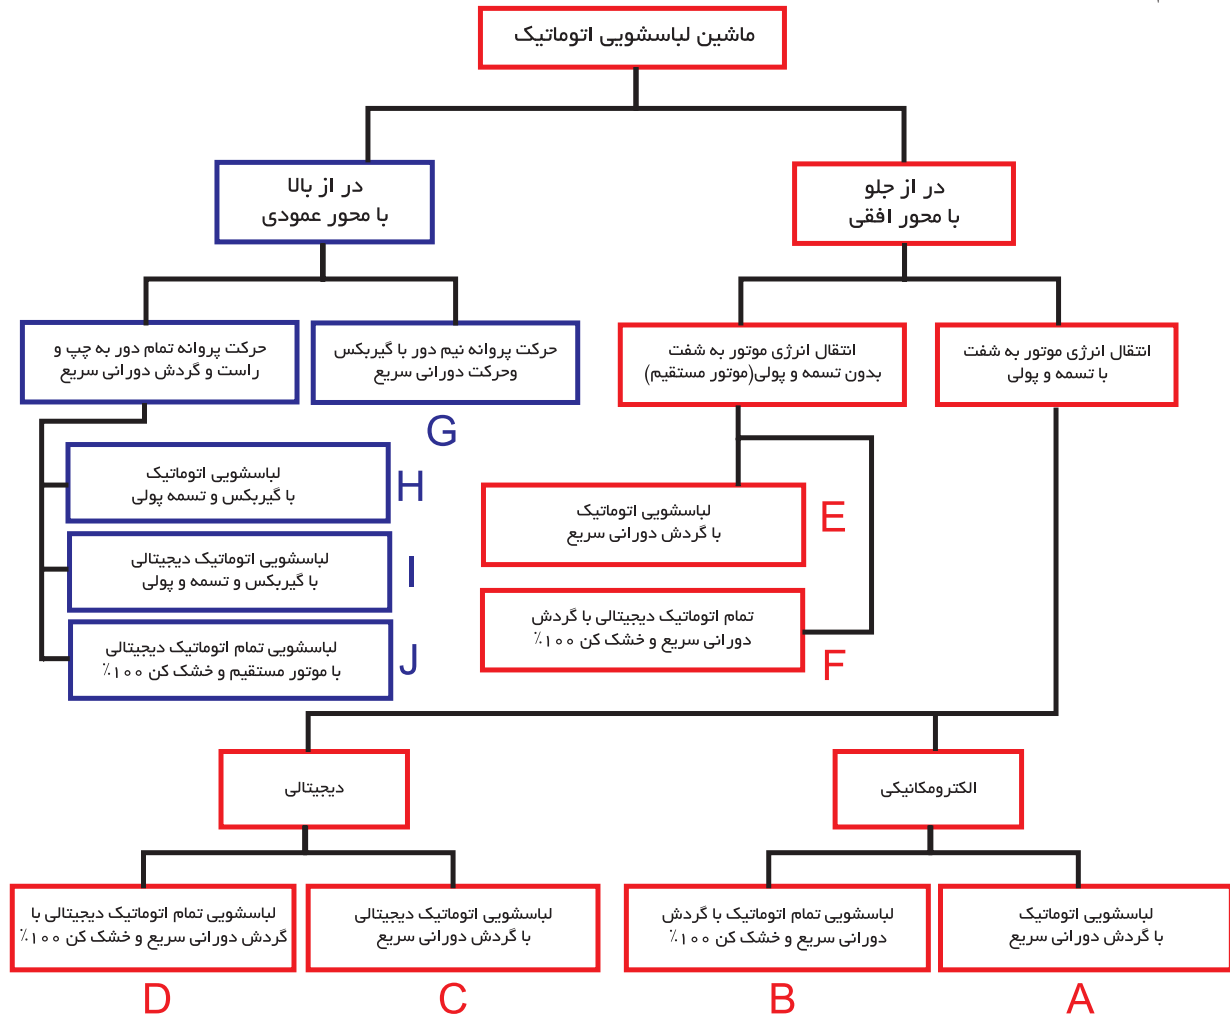 ماشین لباسشویی اتوماتیک
در از جلو
با محور افقی
در از بالا
با محور عمودی
انتقال انرژی موتور به شفت
با تسمه و پولی
انتقال انرژی موتور به شفت
بدون تسمه و پولی(موتور مستقیم)
حرکت پروانه نیم دور با گیربکس
وحرکت دورانی سریع
G
حرکت پروانه تمام دور به چپ و
راست و گردش دورانی سریع
لباسشویی اتوماتیک
با گیربکس و تسمه پولی
H
لباسشویی اتوماتیک دیجیتالی
با گیربکس و تسمه و پولی
I
لباسشویی تمام اتوماتیک دیجیتالی
با موتور مستقیم و خشک کن ۱۰۰٪
J
لباسشویی اتوماتیک
با گردش دورانی سریع
E
تمام اتوماتیک دیجیتالی با گردش
دورانی سریع و خشک کن ۱۰۰٪
F
الکترومکانیکی
دیجیتالی
لباسشویی اتوماتیک
با گردش دورانی سریع
A
لباسشویی تمام اتوماتیک با گردش
دورانی سریع و خشک کن ۱۰۰٪
B
لباسشویی اتوماتیک دیجیتالی
با گردش دورانی سریع
C
لباسشویی تمام اتوماتیک دیجیتالی با
گردش دورانی سریع و خشک کن ۱۰۰٪
D